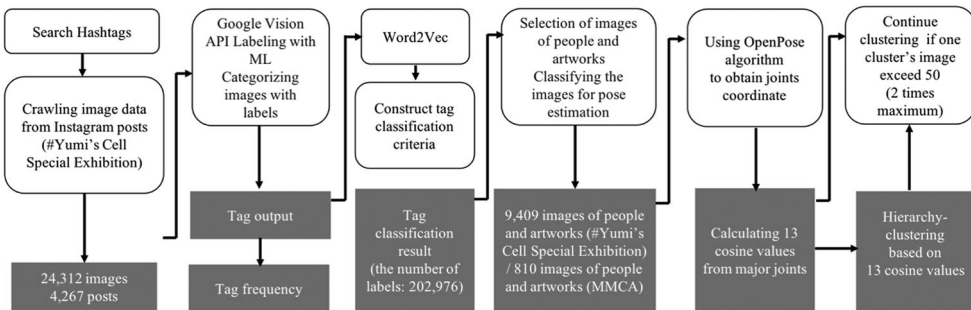 Search Hashtags
Crawling image data
from Instagram posts
(#Yumi's Cell
Special Exhibition)
24,312 images
4,267 posts
Google Vision
API Labeling with
ML
Categorizing
images with
labels
Tag output
Tag frequency
Word2Vec
Construct tag
classification
criteria
Tag
classification
result
(the number of
labels: 202,976)
Selection of images
of people and
artworks
Classifying the
images for pose
estimation
9,409 images of people
and artworks (#Yumi's
Cell Special Exhibition)
/ 810 images of people
and artworks (MMCA)
Using OpenPose
algorithm
to obtain joints
coordinate
Calculating 13
cosine values
from major joints
Continue
clustering if one
cluster's image
exceed 50
(2 times
maximum)
Hierarchy-
clustering
based on
13 cosine values